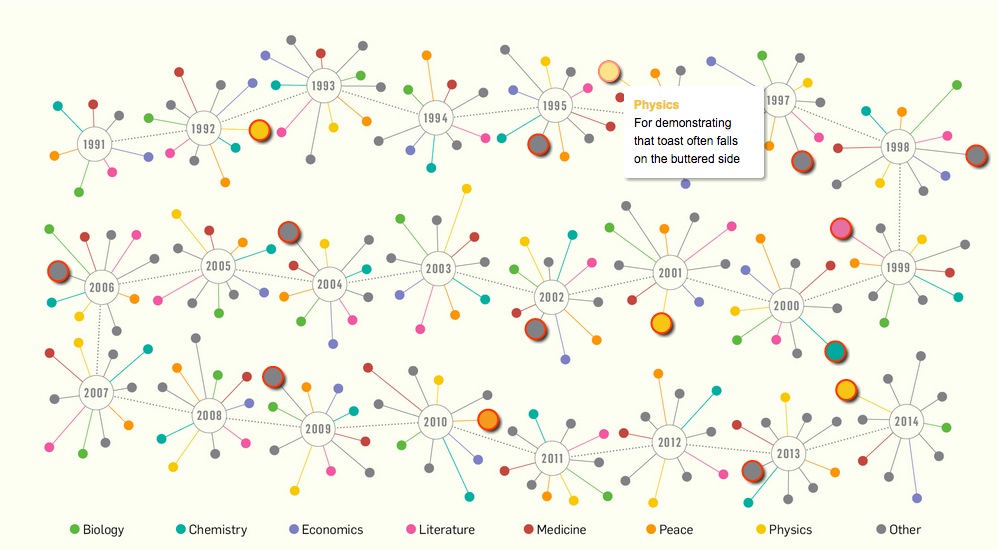 1993
1992
1994
1995
1997
1991
1998
Physics
For demonstrating
that toast often falls
on the buttered side
2006
2005
2004
2003
2002
2001
2000
1999
2007
2008
2009
2010
2011
2012
2013
2014
Biology
Chemistry
Economics
Literature
Medicine
Peace
Physics
Other